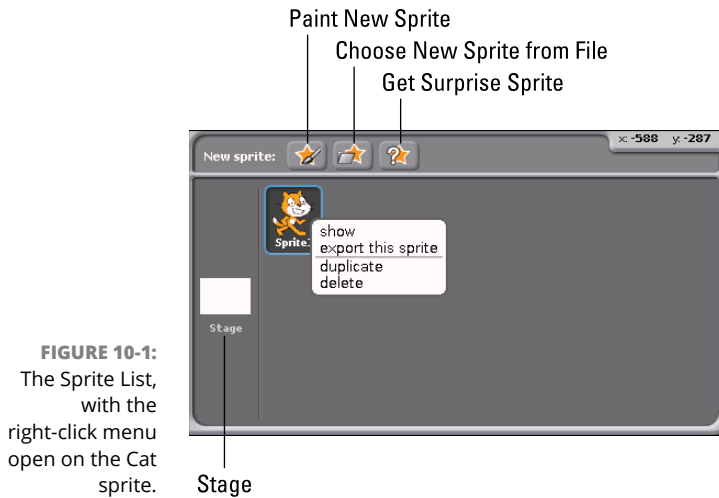 Paint New Sprite
Choose New Sprite from File
Get Surprise Sprite
x: -588 y: -287
New sprite:
show
export this sprite
duplicate
delete
Stage
FIGURE 10-1:
The Sprite List,
with the
right-click menu
open on the Cat
sprite.
Stage